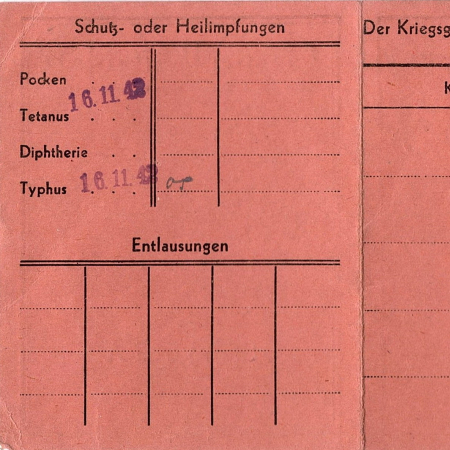 Schutz- oder Heilimpfungen
Pocken . . .
16.11.42
Tetanus . . .
Diphtherie . .
Typhus . . . 16.11.42
Entlausungen
Der Kriegsg
K